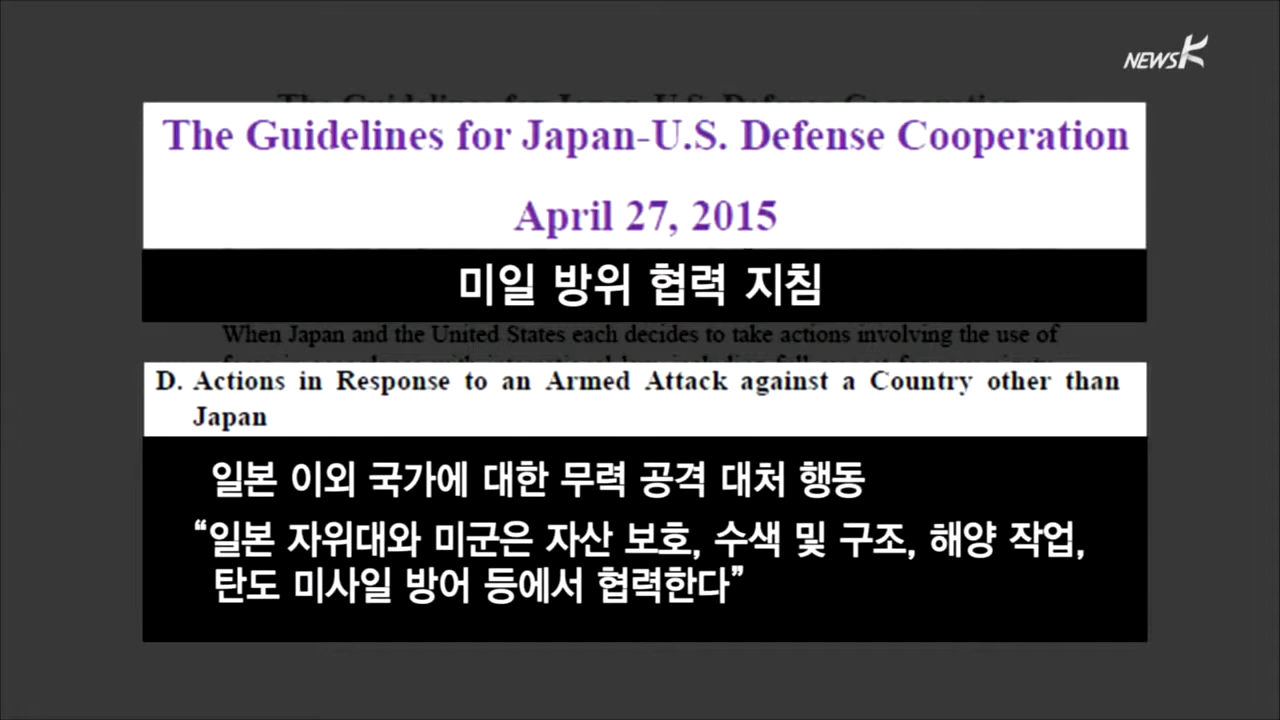 NEWSK
The Guidelines for Japan-U.S. Defense Cooperation
April 27, 2015
미일 방위 협력 지침
When Japan and the United States each decides to take actions involving the use of
D. Actions in Response to an Armed Attack against a Country other than
Japan
일본 이외 국가에 대한 무력 공격 대처 행동
“일본 자위대와 미군은 자산 보호, 수색 및 구조, 해양 작업,
탄도 미사일 방어 등에서 협력한다”